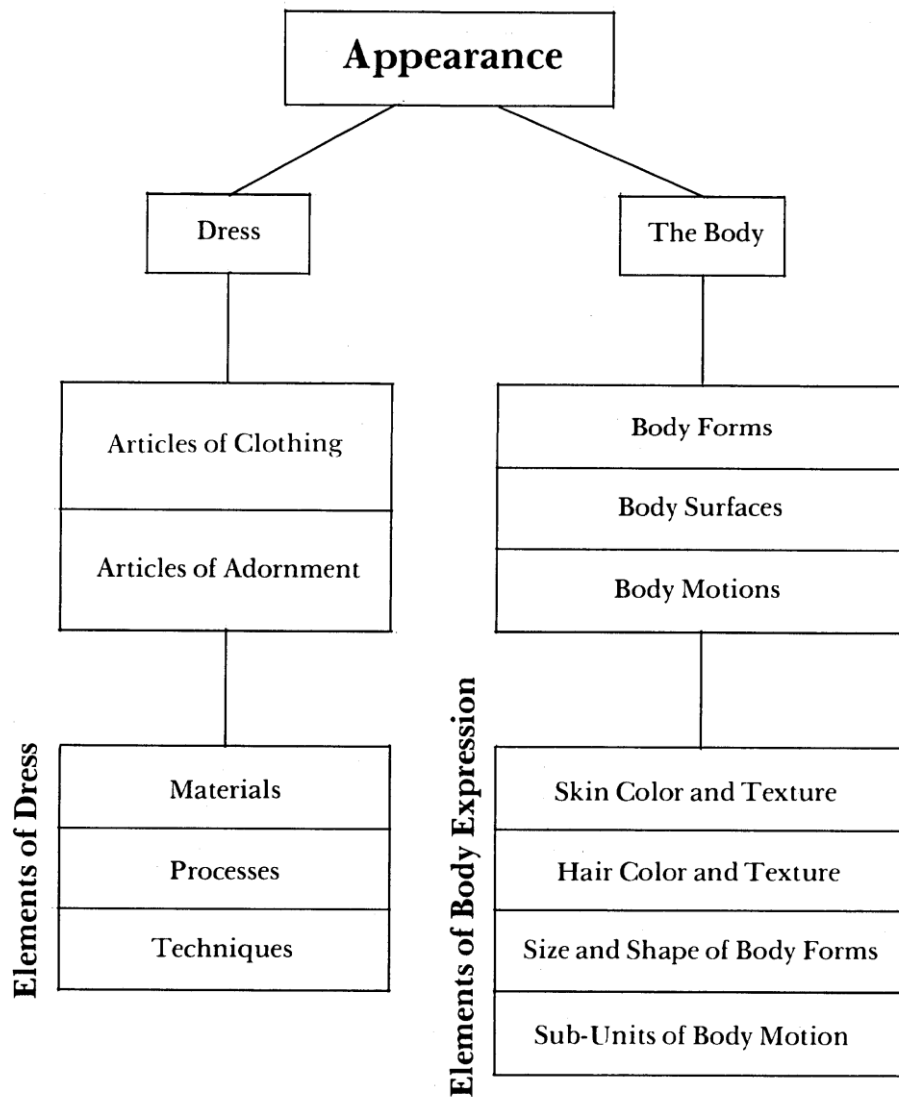 Appearance
Dress
The Body
Articles of Clothing
Articles of Adornment
Body Forms
Body Surfaces
Body Motions
Elements of Dress
Materials
Processes
Techniques
Elements of Body Expression
Skin Color and Texture
Hair Color and Texture
Size and Shape of Body Forms
Sub-Units of Body Motion